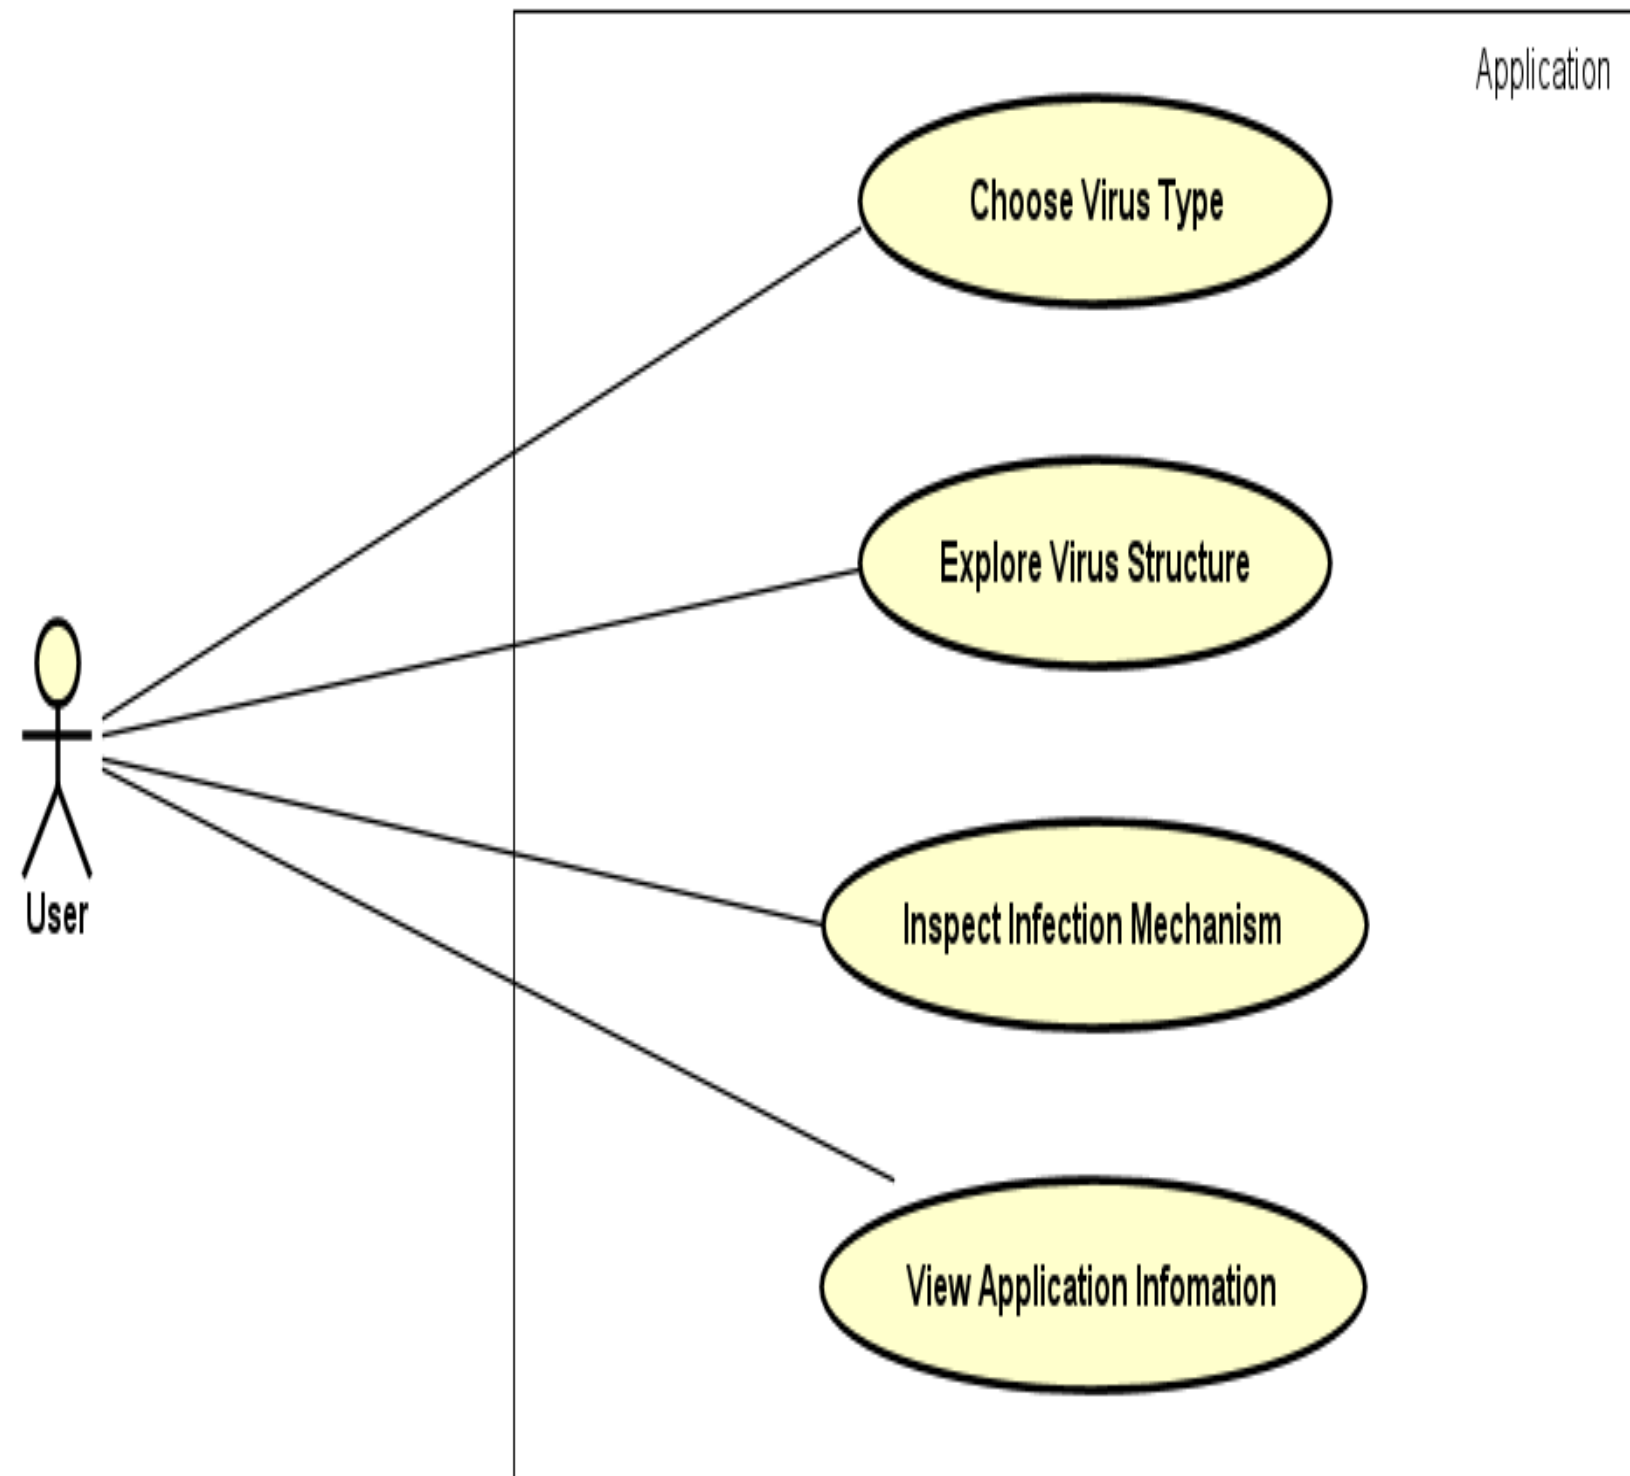 Application
Choose Virus Type
Explore Virus Structure
User
Inspect Infection Mechanism
View Application Infomation